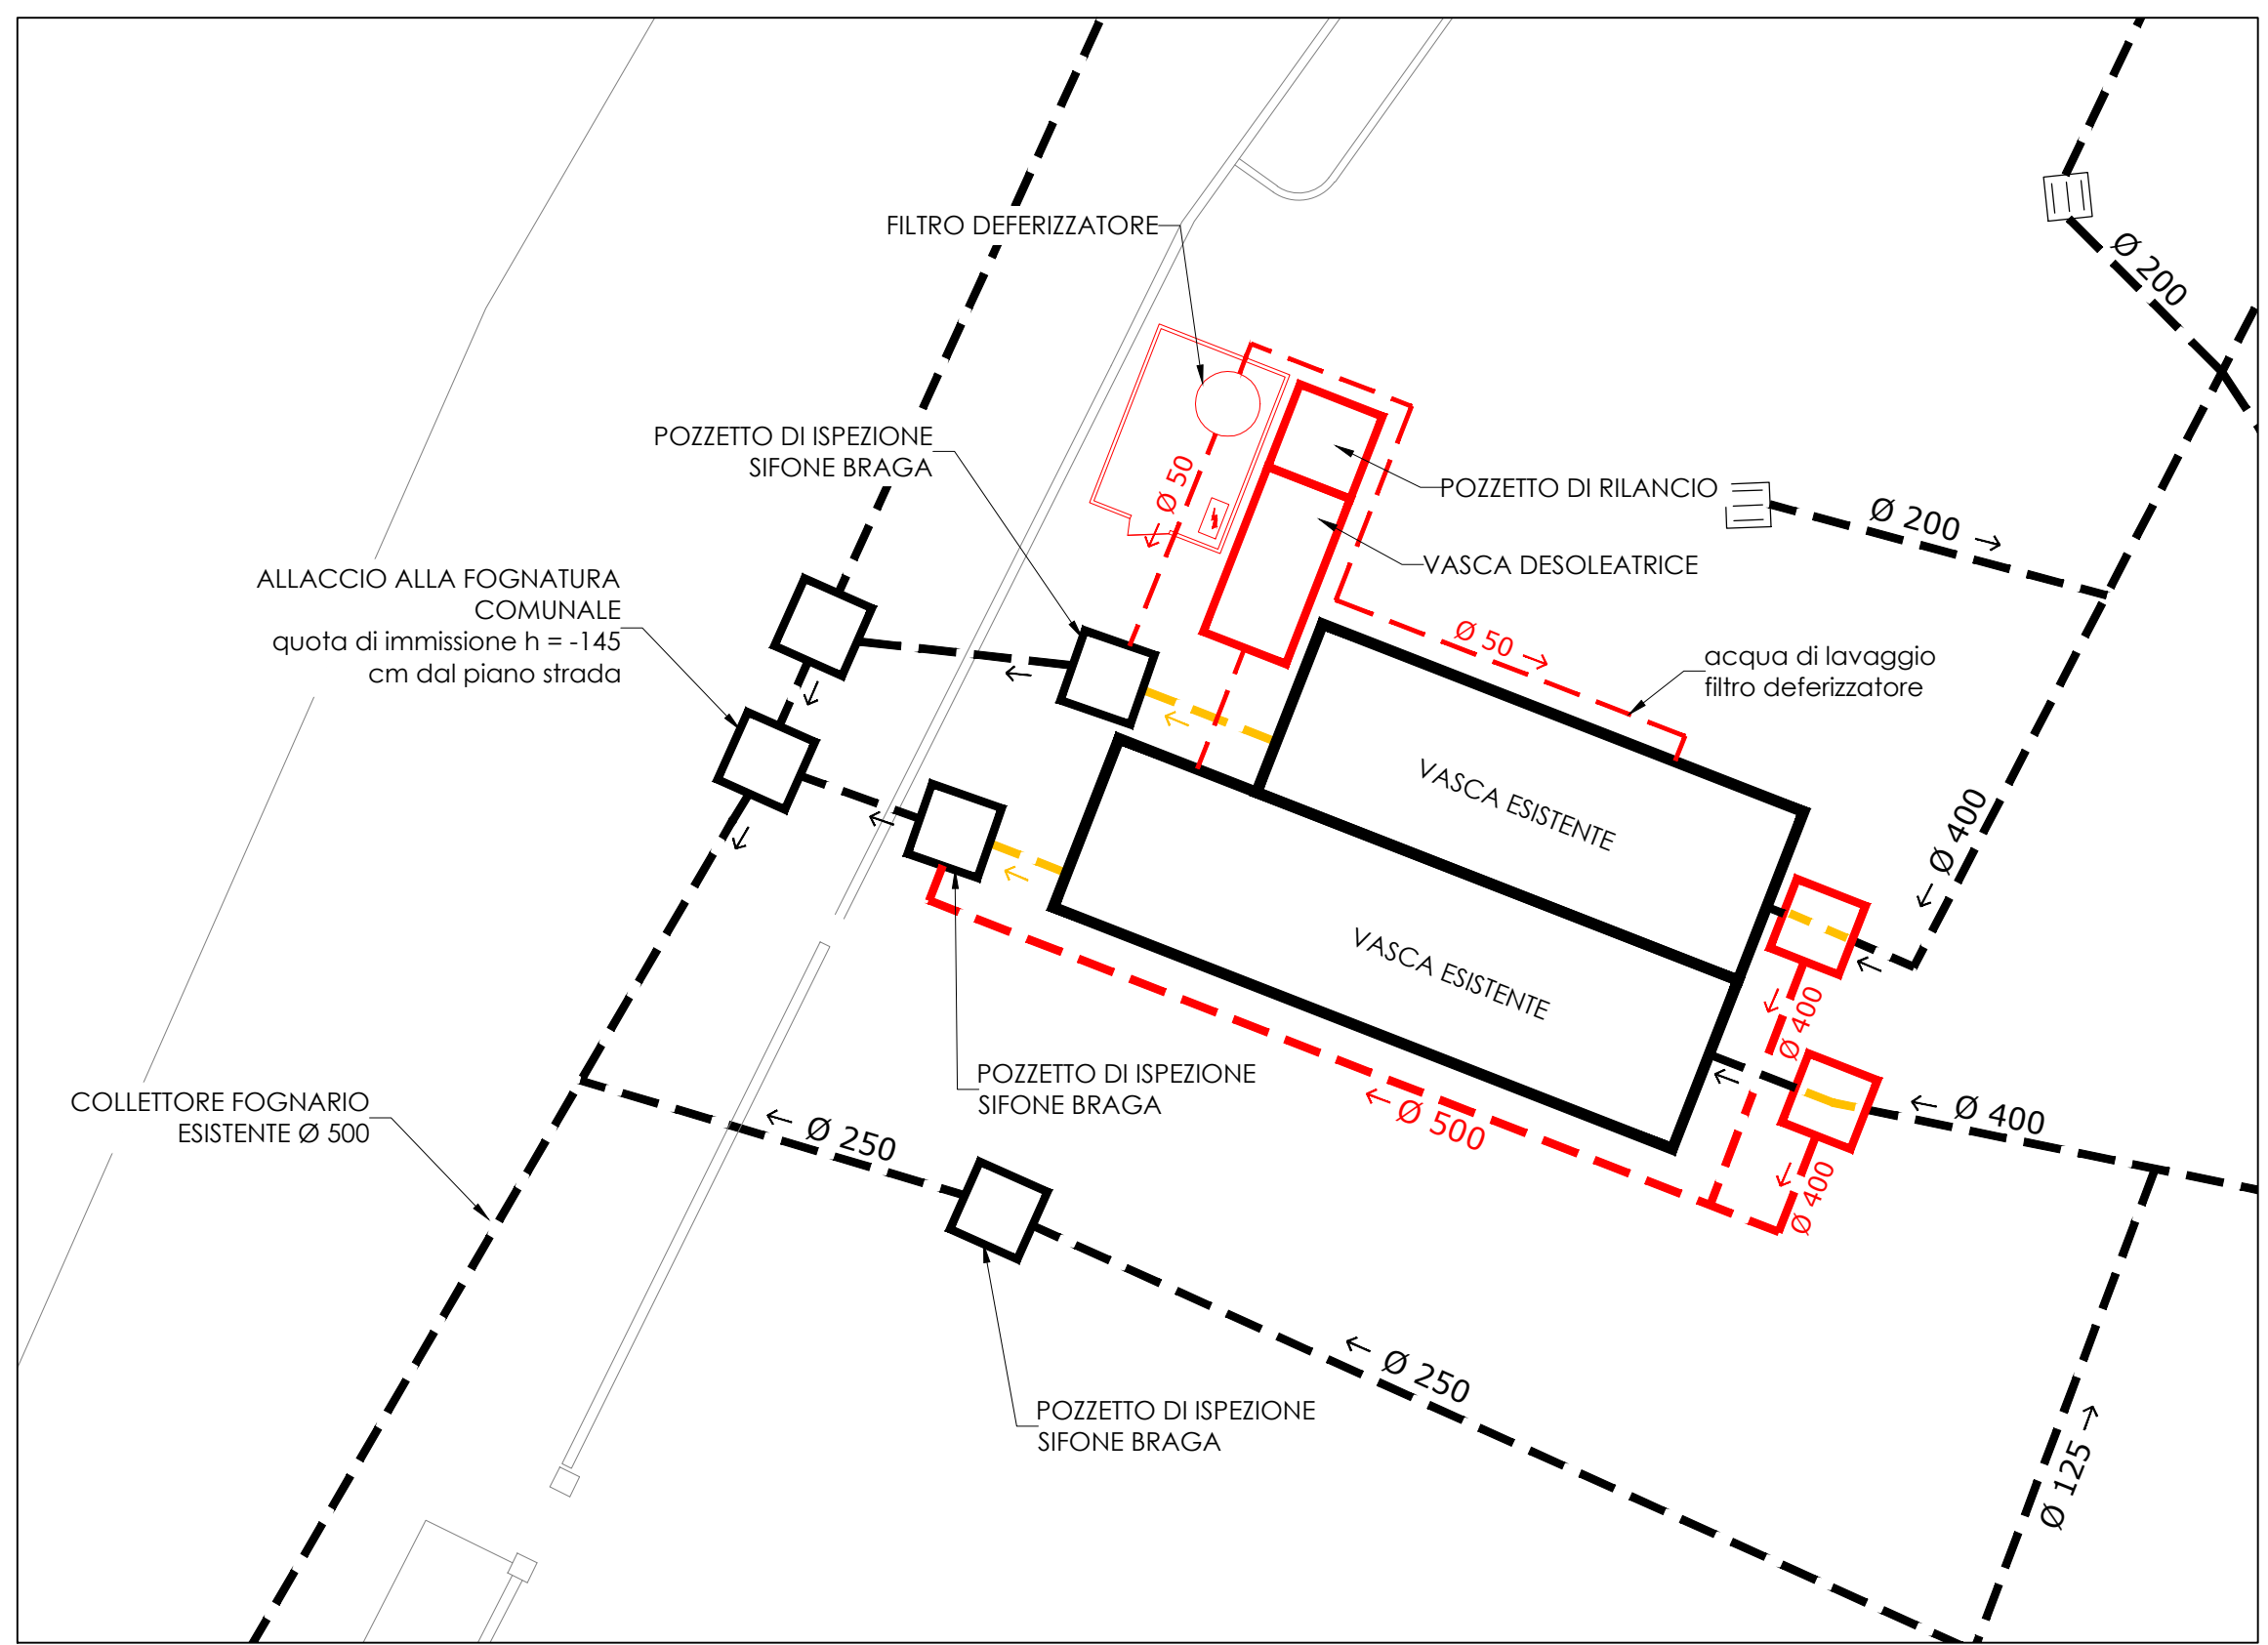 Ø 200
FILTRO DEFERIZZATORE
POZZETTO DI ISPEZIONE
SIFONE BRAGA
Ø 50
POZZETTO DI RILANCIO
Ø 200 →
VASCA DESOLEATRICE
ALLACCIO ALLA FOGNATURA
COMUNALE
quota di immissione h = -145
cm dal piano strada
Ø 50 →
acqua di lavaggio
filtro deferizzatore
VASCA ESISTENTE
← Ø 400
VASCA ESISTENTE
Ø 400
POZZETTO DI ISPEZIONE
SIFONE BRAGA
COLLETTORE FOGNARIO
ESISTENTE Ø 500
← Ø 250
← Ø 500
← Ø 400
Ø 400
← Ø 250
POZZETTO DI ISPEZIONE
SIFONE BRAGA
Ø 125 →